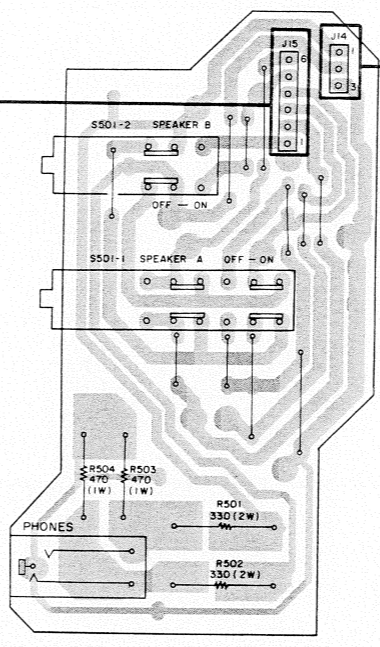 J14
1
3
J15
6
1
S501-2 SPEAKER B
OFF — ON
S501-1 SPEAKER A OFF — ON
R504
470
(1W)
R503
470
(1W)
R501
330 (2W)
PHONES
R502
330 (2W)